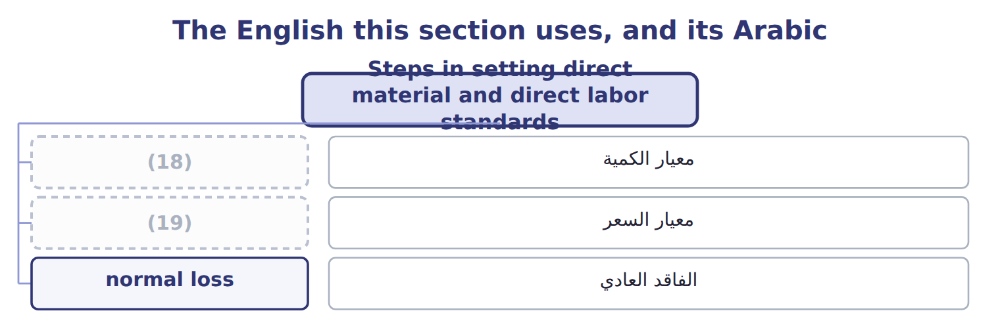 The English this section uses, and its Arabic
Steps in setting direct
material and direct labor
standards
(18)
معيار الكمية
(19)
معيار السعر
normal loss
الفاقد العادي